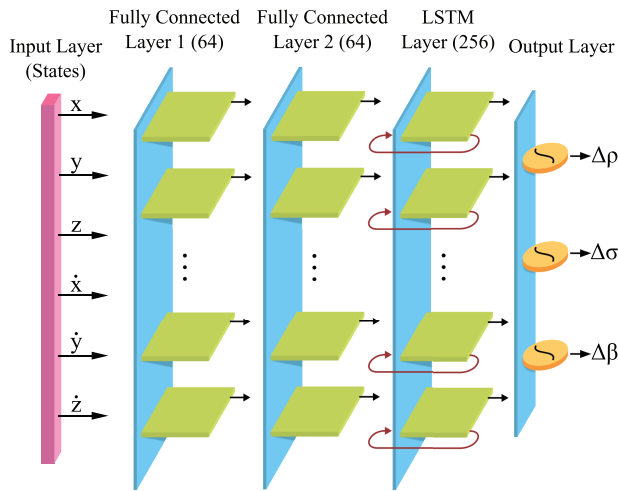 Fully Connected
Layer 1 (64)
Fully Connected
Layer 2 (64)
LSTM
Layer (256)
Input Layer
(States)
Output Layer
x
y
z
ẋ
ẏ
ż
Δρ
Δσ
Δβ